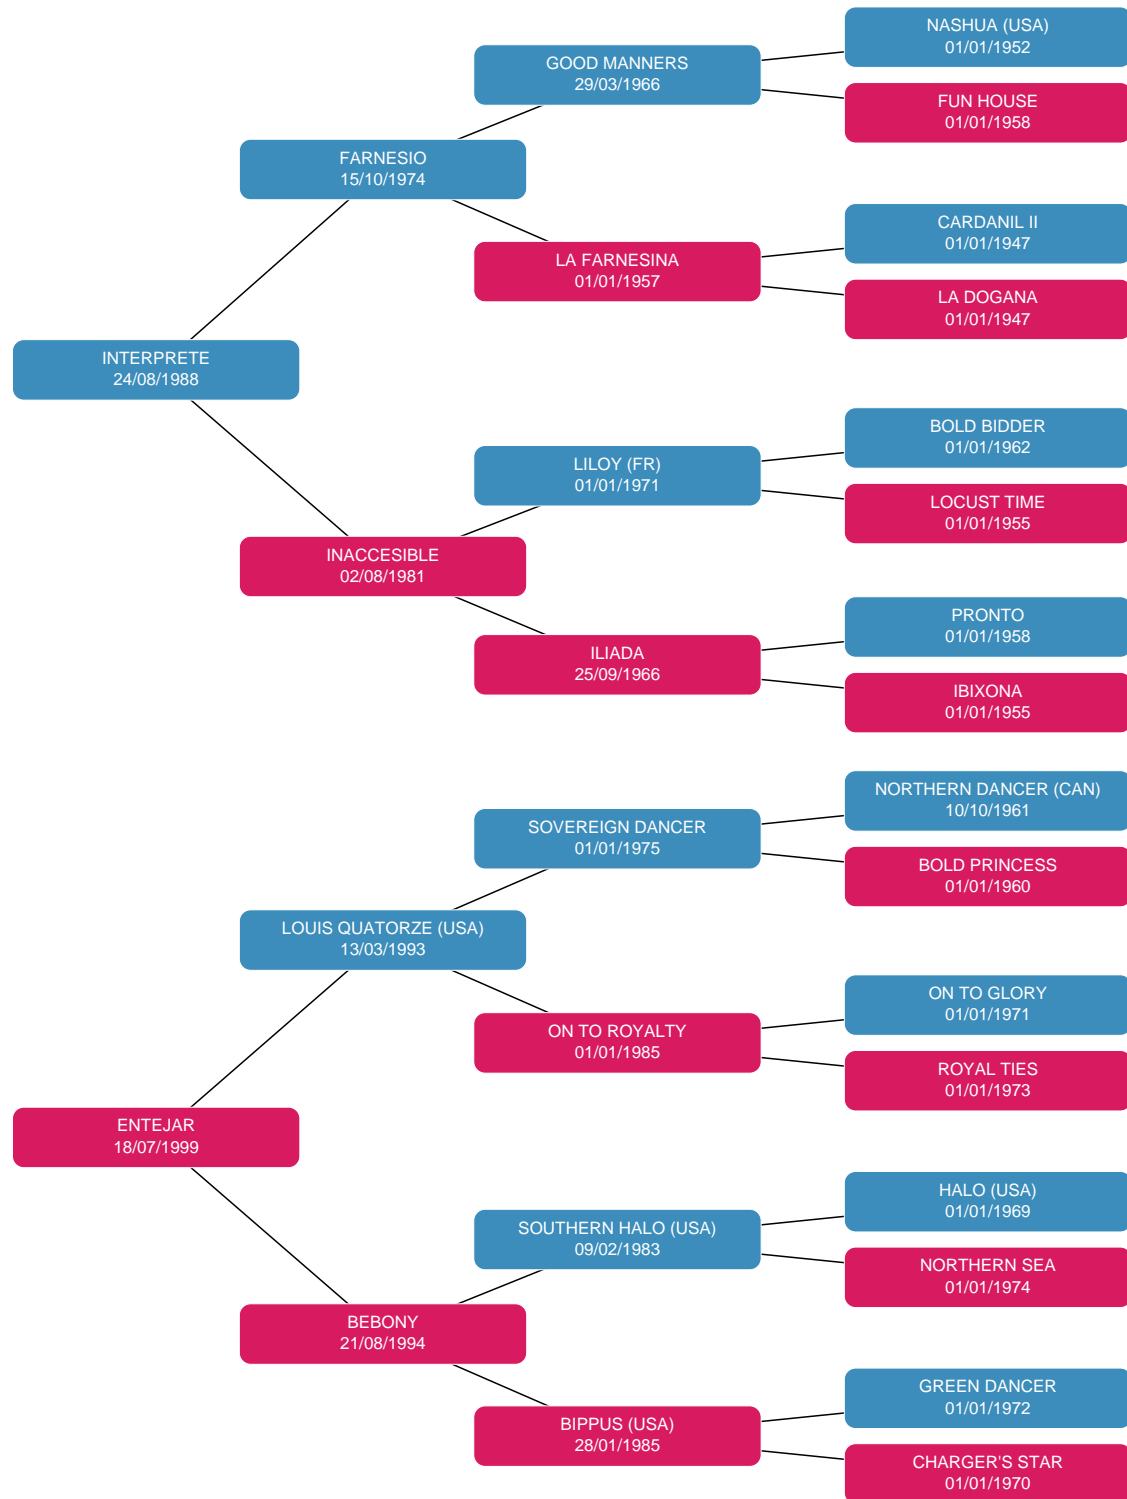 NASHUA (USA)
01/01/1952
GOOD MANNERS
29/03/1966
FUN HOUSE
01/01/1958
FARNESIO
15/10/1974
CARDANIL II
01/01/1947
LA FARNESINA
01/01/1957
LA DOGANA
01/01/1947
INTERPRETE
24/08/1988
BOLD BIDDER
01/01/1962
LILOY (FR)
01/01/1971
LOCUST TIME
01/01/1955
INACCESIBLE
02/08/1981
PRONTO
01/01/1958
ILIADA
25/09/1966
IBIXONA
01/01/1955
NORTHERN DANCER (CAN)
10/10/1961
SOVEREIGN DANCER
01/01/1975
BOLD PRINCESS
01/01/1960
LOUIS QUATORZE (USA)
13/03/1993
ON TO GLORY
01/01/1971
ON TO ROYALTY
01/01/1985
ROYAL TIES
01/01/1973
ENTEJAR
18/07/1999
HALO (USA)
01/01/1969
SOUTHERN HALO (USA)
09/02/1983
NORTHERN SEA
01/01/1974
BEBONY
21/08/1994
GREEN DANCER
01/01/1972
BIPPUS (USA)
28/01/1985
CHARGER'S STAR
01/01/1970